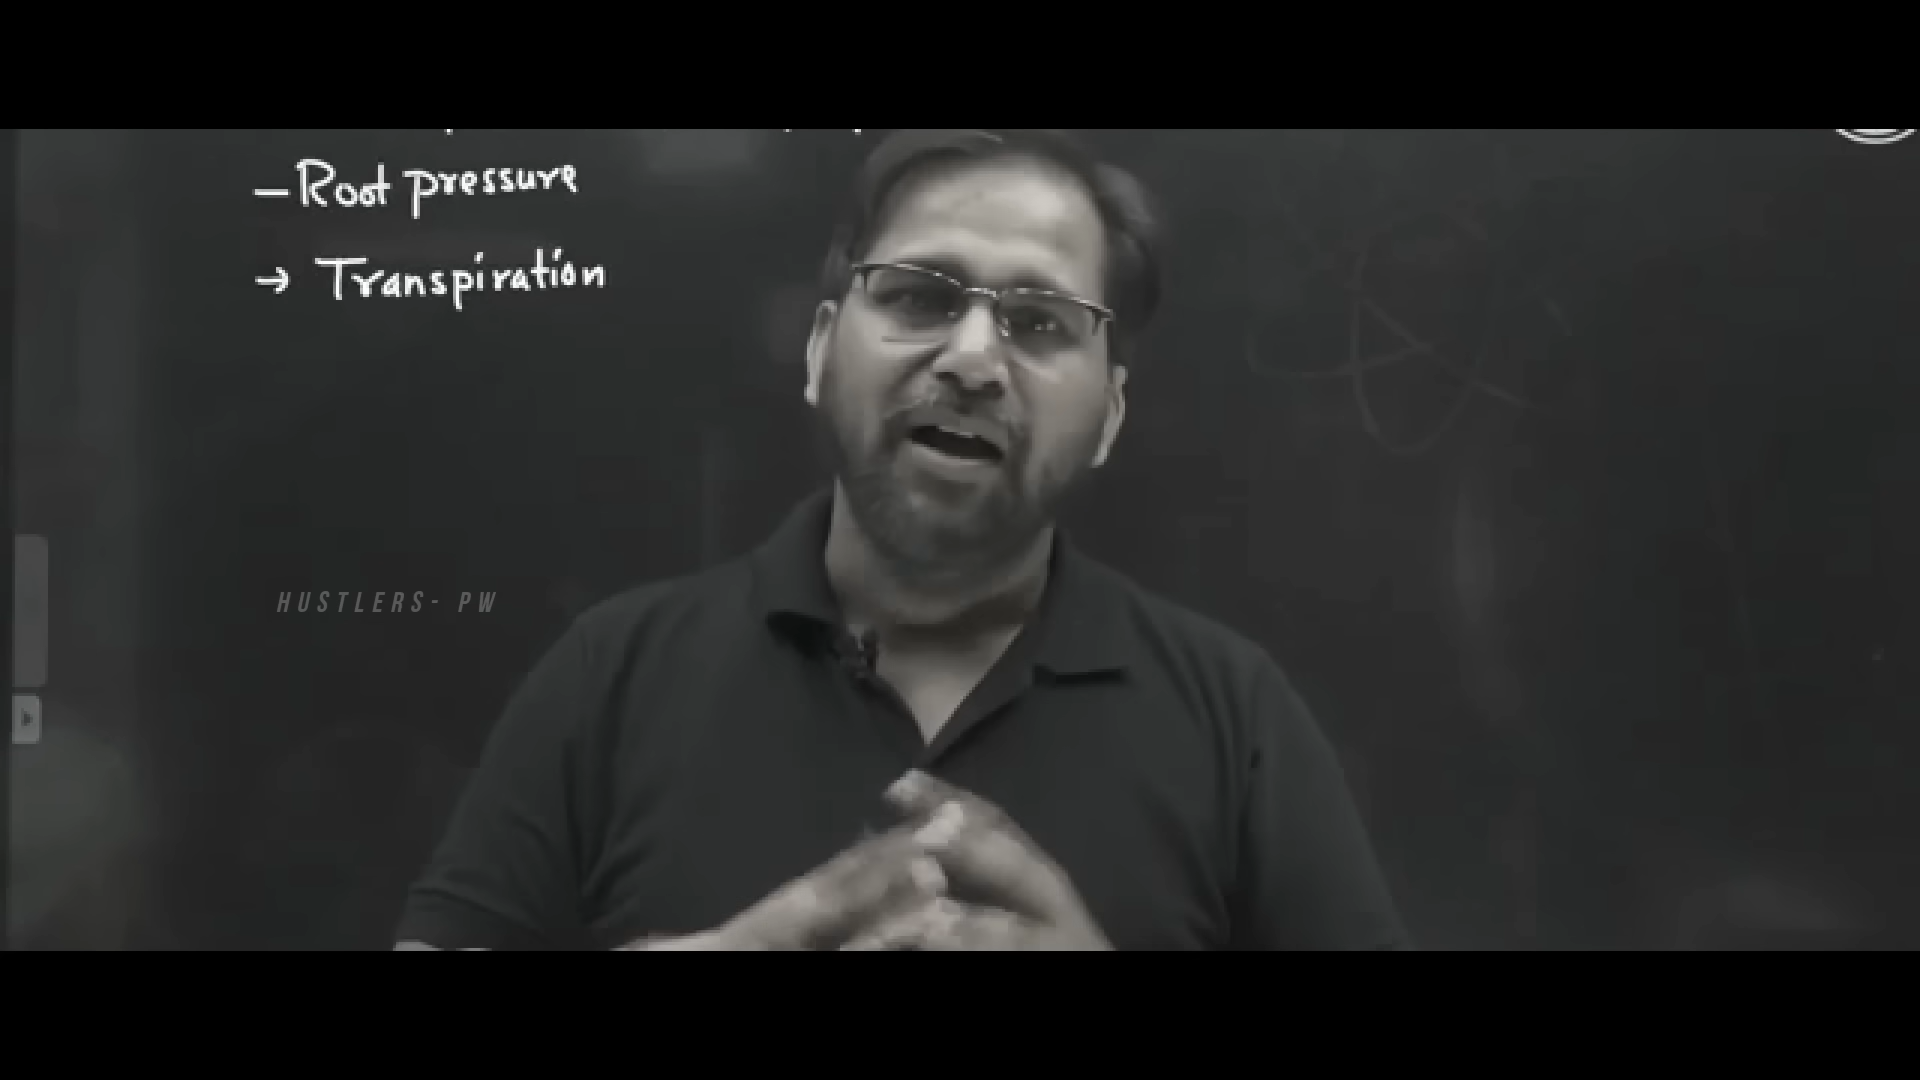 – Root pressure
→ Transpiration
HUSTLERS- PW